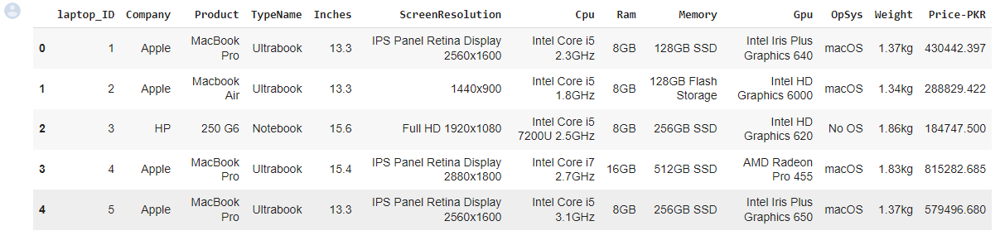 laptop_ID Company Product TypeName Inches ScreenResolution Cpu Ram Memory Gpu OpSys Weight Price-PKR
0 1 Apple MacBook Pro Ultrabook 13.3 IPS Panel Retina Display 2560x1600 Intel Core i5 2.3GHz 8GB 128GB SSD Intel Iris Plus Graphics 640 macOS 1.37kg 430442.397
1 2 Apple Macbook Air Ultrabook 13.3 1440x900 Intel Core i5 1.8GHz 8GB 128GB Flash Storage Intel HD Graphics 6000 macOS 1.34kg 288829.422
2 3 HP 250 G6 Notebook 15.6 Full HD 1920x1080 Intel Core i5 7200U 2.5GHz 8GB 256GB SSD Intel HD Graphics 620 No OS 1.86kg 184747.500
3 4 Apple MacBook Pro Ultrabook 15.4 IPS Panel Retina Display 2880x1800 Intel Core i7 2.7GHz 16GB 512GB SSD AMD Radeon Pro 455 macOS 1.83kg 815282.685
4 5 Apple MacBook Pro Ultrabook 13.3 IPS Panel Retina Display 2560x1600 Intel Core i5 3.1GHz 8GB 256GB SSD Intel Iris Plus Graphics 650 macOS 1.37kg 579496.680